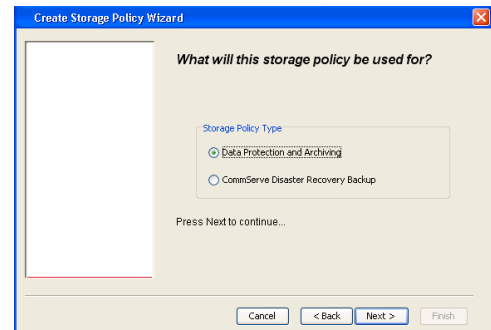 Create Storage Policy Wizard
What will this storage policy be used for?
Storage Policy Type
Data Protection and Archiving
CommServe Disaster Recovery Backup
Press Next to continue...
Cancel < Back Next > Finish